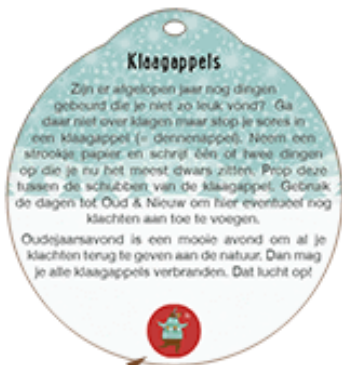 Klaagappels
Zijn er afgelopen jaar nog dingen
gebeurd die je niet zo leuk vond? Ga
daar niet over klagen maar stop je sores in
een klaagappel (= dennenappel). Neem een
strookje papier en schrijf één of twee dingen
op die je nu het meest dwars zitten. Prop deze
tussen de schubben van de klaagappel. Gebruik
de dagen tot Oud & Nieuw om hier eventueel nog
klachten aan toe te voegen.
Oudejaarsavond is een mooie avond om al je
klachten terug te geven aan de natuur. Dan mag
je alle klaagappels verbranden. Dat lucht op!